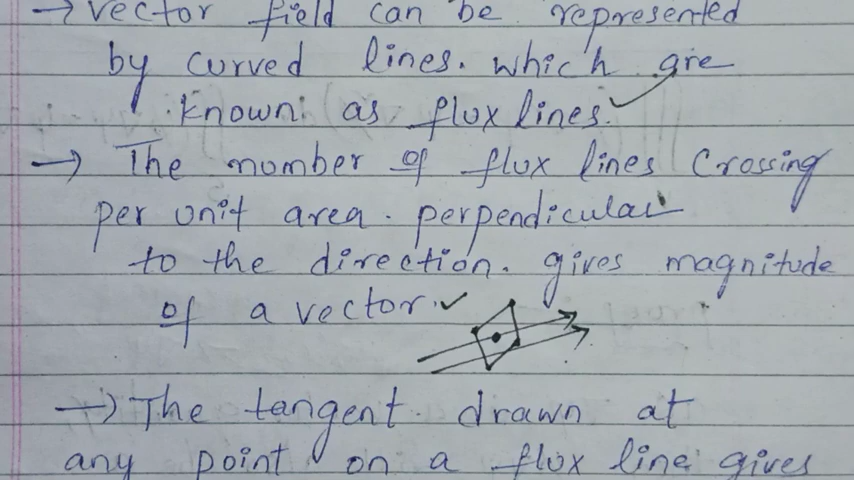 → vector field can be represented
by curved lines. which are
known as flux lines.
→ The number of flux lines crossing
per unit area. perpendicular
to the direction. gives magnitude
of a vector.
→ The tangent drawn at
any point on a flux line gives